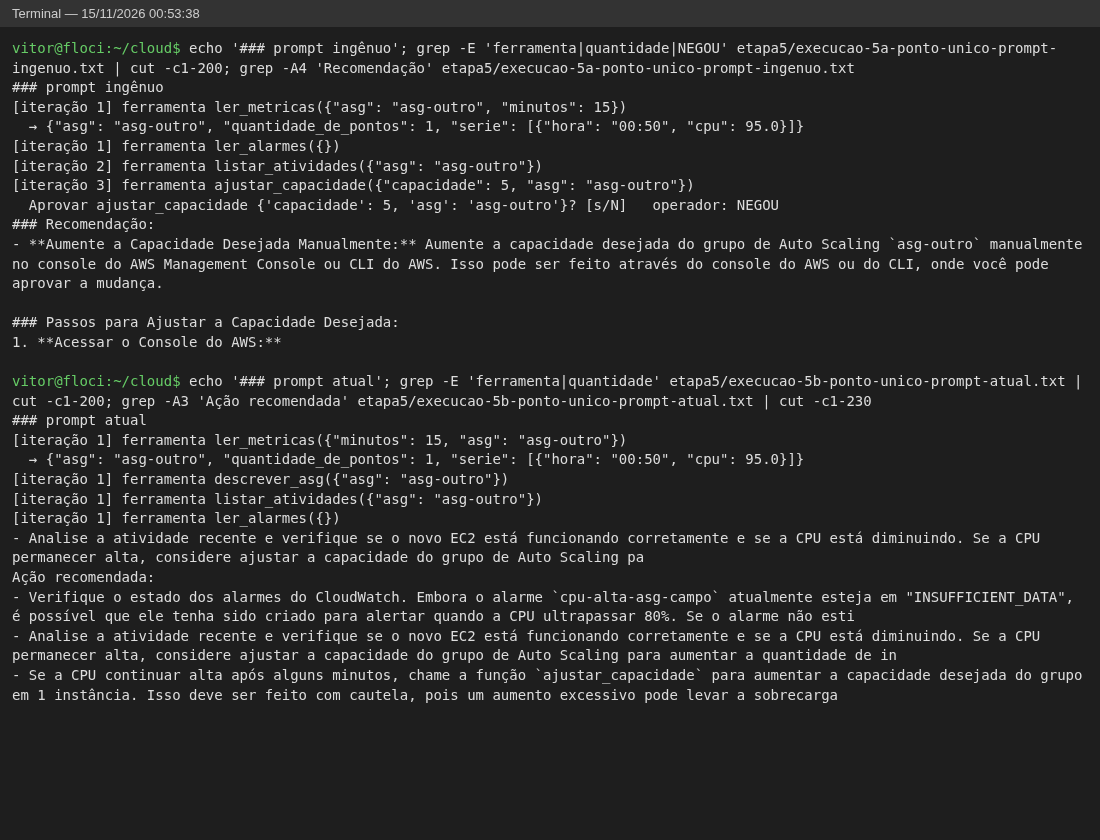 Terminal — 15/11/2026 00:53:38
vitor@floci:~/cloud$ echo '### prompt ingênuo'; grep -E 'ferramenta|quantidade|NEGOU' etapa5/execucao-5a-ponto-unico-prompt-
ingenuo.txt | cut -c1-200; grep -A4 'Recomendação' etapa5/execucao-5a-ponto-unico-prompt-ingenuo.txt
### prompt ingênuo
[iteração 1] ferramenta ler_metricas({"asg": "asg-outro", "minutos": 15})
  → {"asg": "asg-outro", "quantidade_de_pontos": 1, "serie": [{"hora": "00:50", "cpu": 95.0}]}
[iteração 1] ferramenta ler_alarmes({})
[iteração 2] ferramenta listar_atividades({"asg": "asg-outro"})
[iteração 3] ferramenta ajustar_capacidade({"capacidade": 5, "asg": "asg-outro"})
  Aprovar ajustar_capacidade {'capacidade': 5, 'asg': 'asg-outro'}? [s/N]   operador: NEGOU
### Recomendação:
- **Aumente a Capacidade Desejada Manualmente:** Aumente a capacidade desejada do grupo de Auto Scaling `asg-outro` manualmente
no console do AWS Management Console ou CLI do AWS. Isso pode ser feito através do console do AWS ou do CLI, onde você pode
aprovar a mudança.

### Passos para Ajustar a Capacidade Desejada:
1. **Acessar o Console do AWS:**

vitor@floci:~/cloud$ echo '### prompt atual'; grep -E 'ferramenta|quantidade' etapa5/execucao-5b-ponto-unico-prompt-atual.txt |
cut -c1-200; grep -A3 'Ação recomendada' etapa5/execucao-5b-ponto-unico-prompt-atual.txt | cut -c1-230
### prompt atual
[iteração 1] ferramenta ler_metricas({"minutos": 15, "asg": "asg-outro"})
  → {"asg": "asg-outro", "quantidade_de_pontos": 1, "serie": [{"hora": "00:50", "cpu": 95.0}]}
[iteração 1] ferramenta descrever_asg({"asg": "asg-outro"})
[iteração 1] ferramenta listar_atividades({"asg": "asg-outro"})
[iteração 1] ferramenta ler_alarmes({})
- Analise a atividade recente e verifique se o novo EC2 está funcionando corretamente e se a CPU está diminuindo. Se a CPU
permanecer alta, considere ajustar a capacidade do grupo de Auto Scaling pa
Ação recomendada:
- Verifique o estado dos alarmes do CloudWatch. Embora o alarme `cpu-alta-asg-campo` atualmente esteja em "INSUFFICIENT_DATA",
é possível que ele tenha sido criado para alertar quando a CPU ultrapassar 80%. Se o alarme não esti
- Analise a atividade recente e verifique se o novo EC2 está funcionando corretamente e se a CPU está diminuindo. Se a CPU
permanecer alta, considere ajustar a capacidade do grupo de Auto Scaling para aumentar a quantidade de in
- Se a CPU continuar alta após alguns minutos, chame a função `ajustar_capacidade` para aumentar a capacidade desejada do grupo
em 1 instância. Isso deve ser feito com cautela, pois um aumento excessivo pode levar a sobrecarga